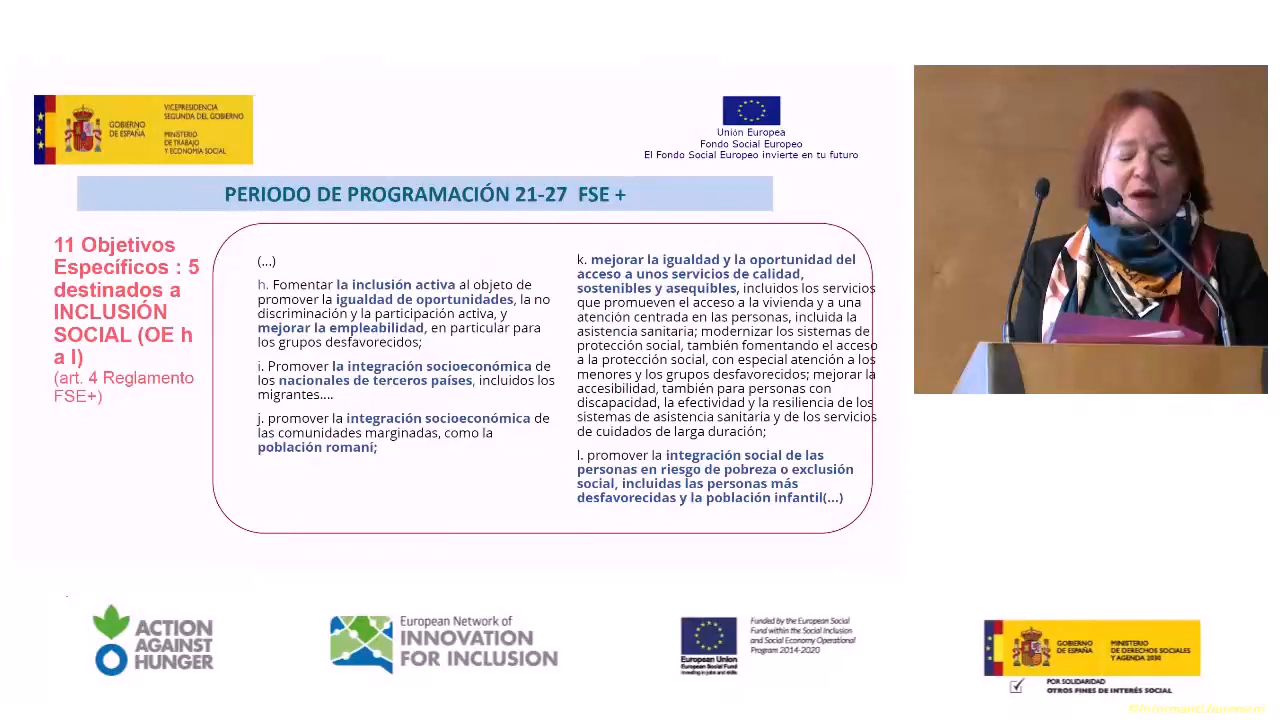 GOBIERNO
DE ESPAÑA
VICEPRESIDENCIA
SEGUNDA DEL GOBIERNO
MINISTERIO
DE TRABAJO
Y ECONOMÍA SOCIAL
Unión Europea
Fondo Social Europeo
El Fondo Social Europeo invierte en tu futuro
PERIODO DE PROGRAMACIÓN 21-27 FSE +
11 Objetivos
Específicos : 5
destinados a
INCLUSIÓN
SOCIAL (OE h
a l)
(art. 4 Reglamento
FSE+)
(...)
h. Fomentar la inclusión activa al objeto de
promover la igualdad de oportunidades, la no
discriminación y la participación activa, y
mejorar la empleabilidad, en particular para
los grupos desfavorecidos;
i. Promover la integración socioeconómica de
los nacionales de terceros países, incluidos los
migrantes....
j. promover la integración socioeconómica de
las comunidades marginadas, como la
población romaní;
k. mejorar la igualdad y la oportunidad del
acceso a unos servicios de calidad,
sostenibles y asequibles, incluidos los servicios
que promueven el acceso a la vivienda y a una
atención centrada en las personas, incluida la
asistencia sanitaria; modernizar los sistemas de
protección social, también fomentando el acceso
a la protección social, con especial atención a los
menores y los grupos desfavorecidos; mejorar la
accesibilidad, también para personas con
discapacidad, la efectividad y la resiliencia de los
sistemas de asistencia sanitaria y de los servicios
de cuidados de larga duración;
l. promover la integración social de las
personas en riesgo de pobreza o exclusión
social, incluidas las personas más
desfavorecidas y la población infantil(...)
ACTION
AGAINST
HUNGER
European Network of
INNOVATION
FOR INCLUSION
European Union
European Social Fund
Investing in jobs and skills
Funded by the European Social
Fund within the Social Inclusion
and Social Economy Operational
Program 2014-2020
GOBIERNO
DE ESPAÑA
MINISTERIO
DE DERECHOS SOCIALES
Y AGENDA 2030
POR SOLIDARIDAD
OTROS FINES DE INTERÉS SOCIAL